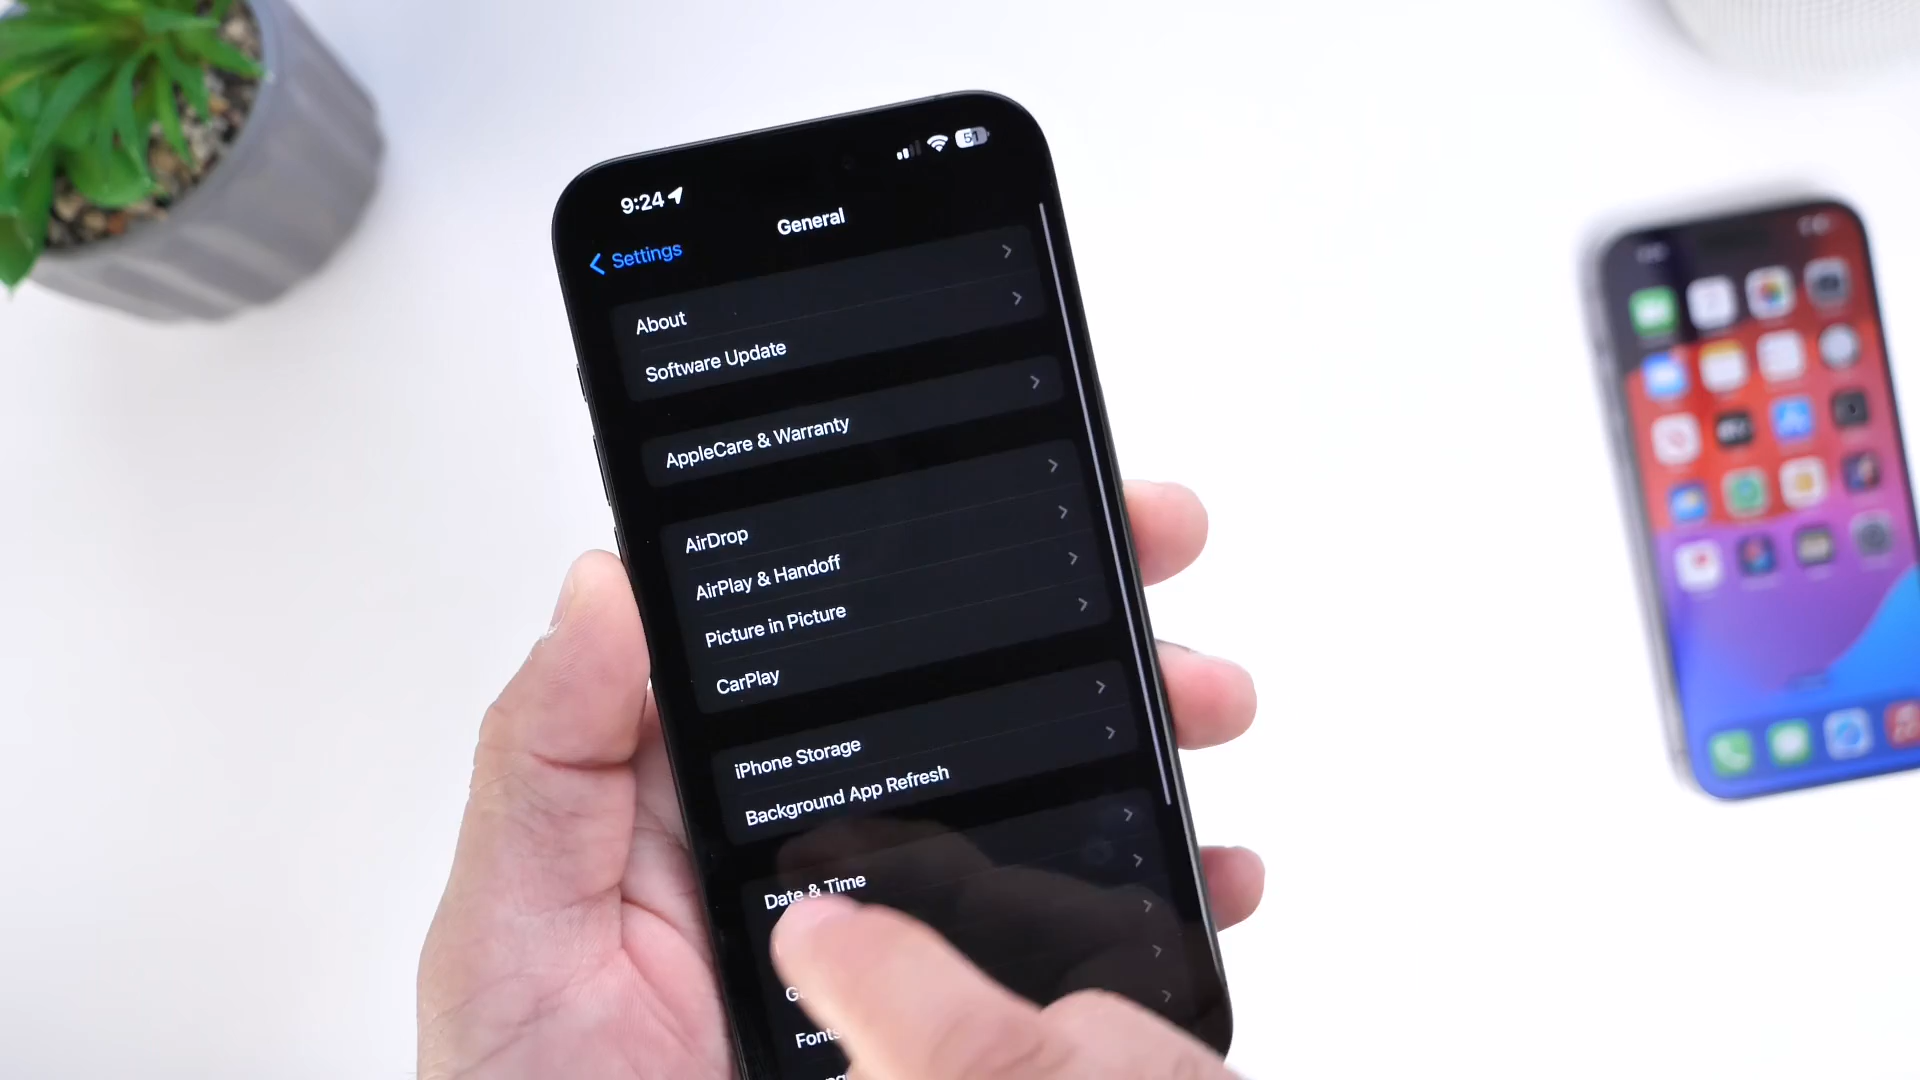 9:24
51
General
Settings
About
Software Update
AppleCare & Warranty
AirDrop
AirPlay & Handoff
Picture in Picture
CarPlay
iPhone Storage
Background App Refresh
Date & Time
Fonts